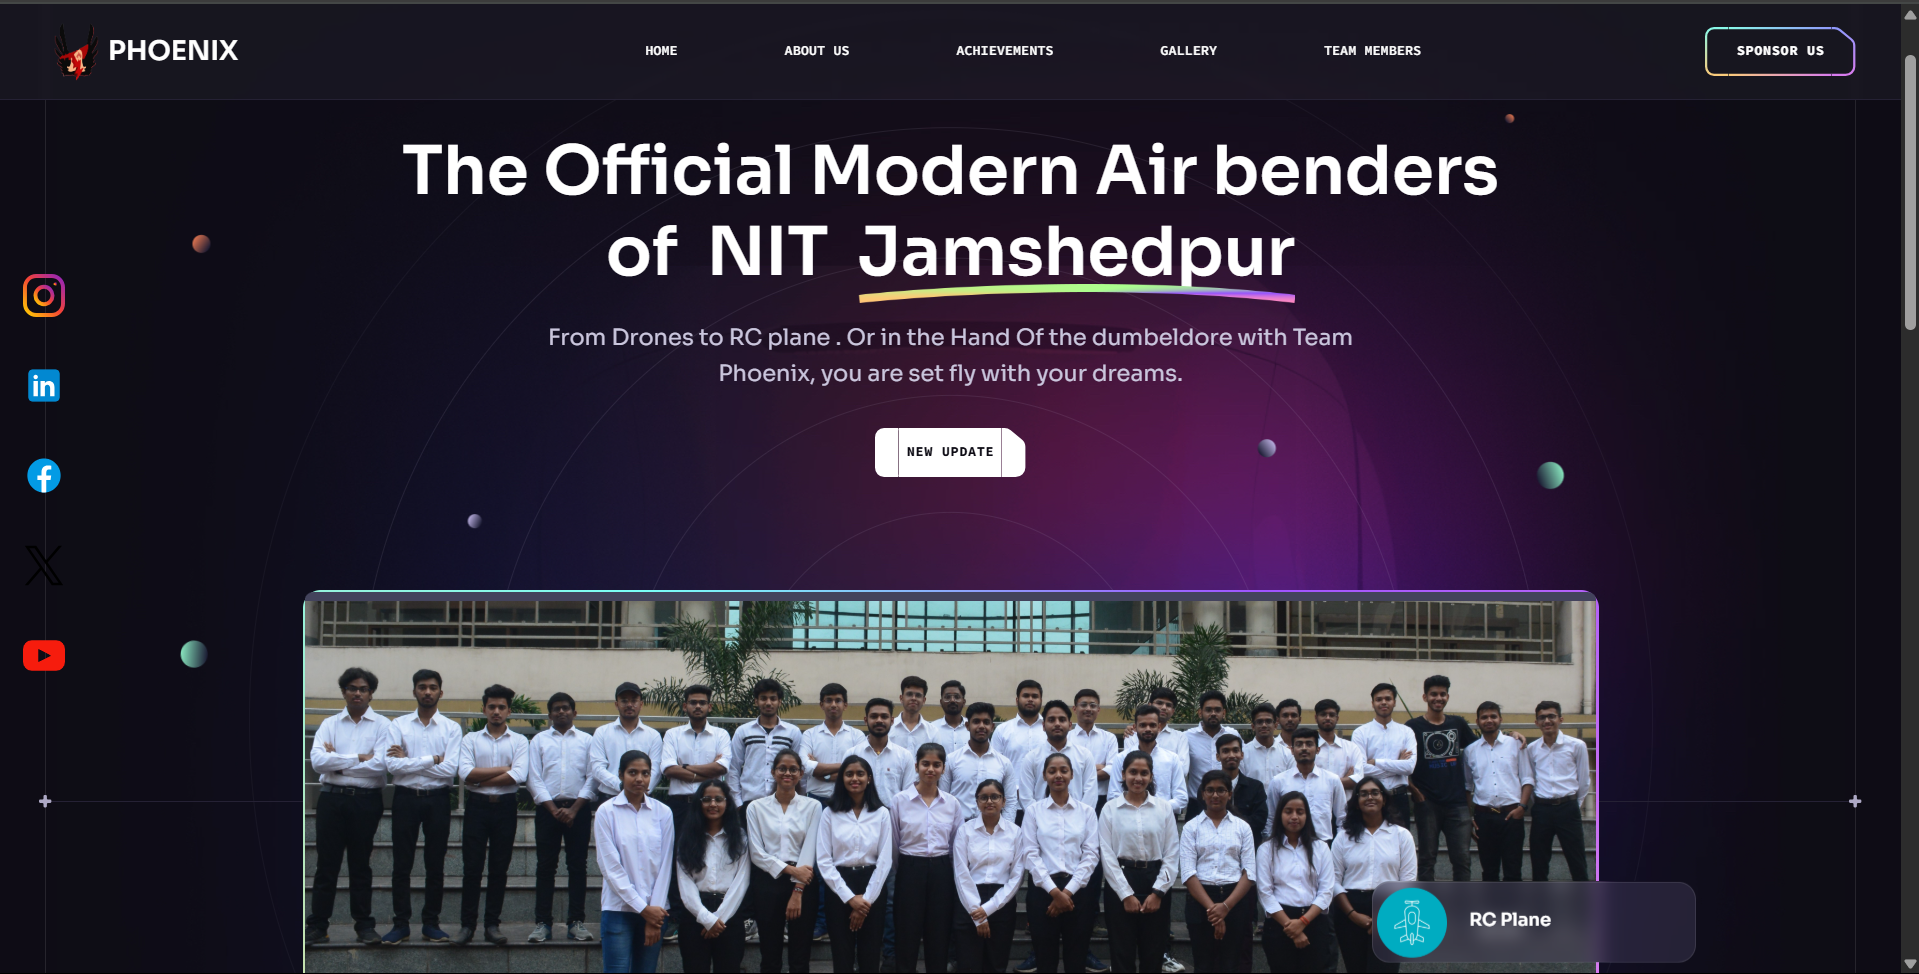 PHOENIX
HOME
ABOUT US
ACHIEVEMENTS
GALLERY
TEAM MEMBERS
SPONSOR US
The Official Modern Air benders
of NIT Jamshedpur
From Drones to RC plane . Or in the Hand Of the dumbeldore with Team
Phoenix, you are set fly with your dreams.
NEW UPDATE
in
RC Plane